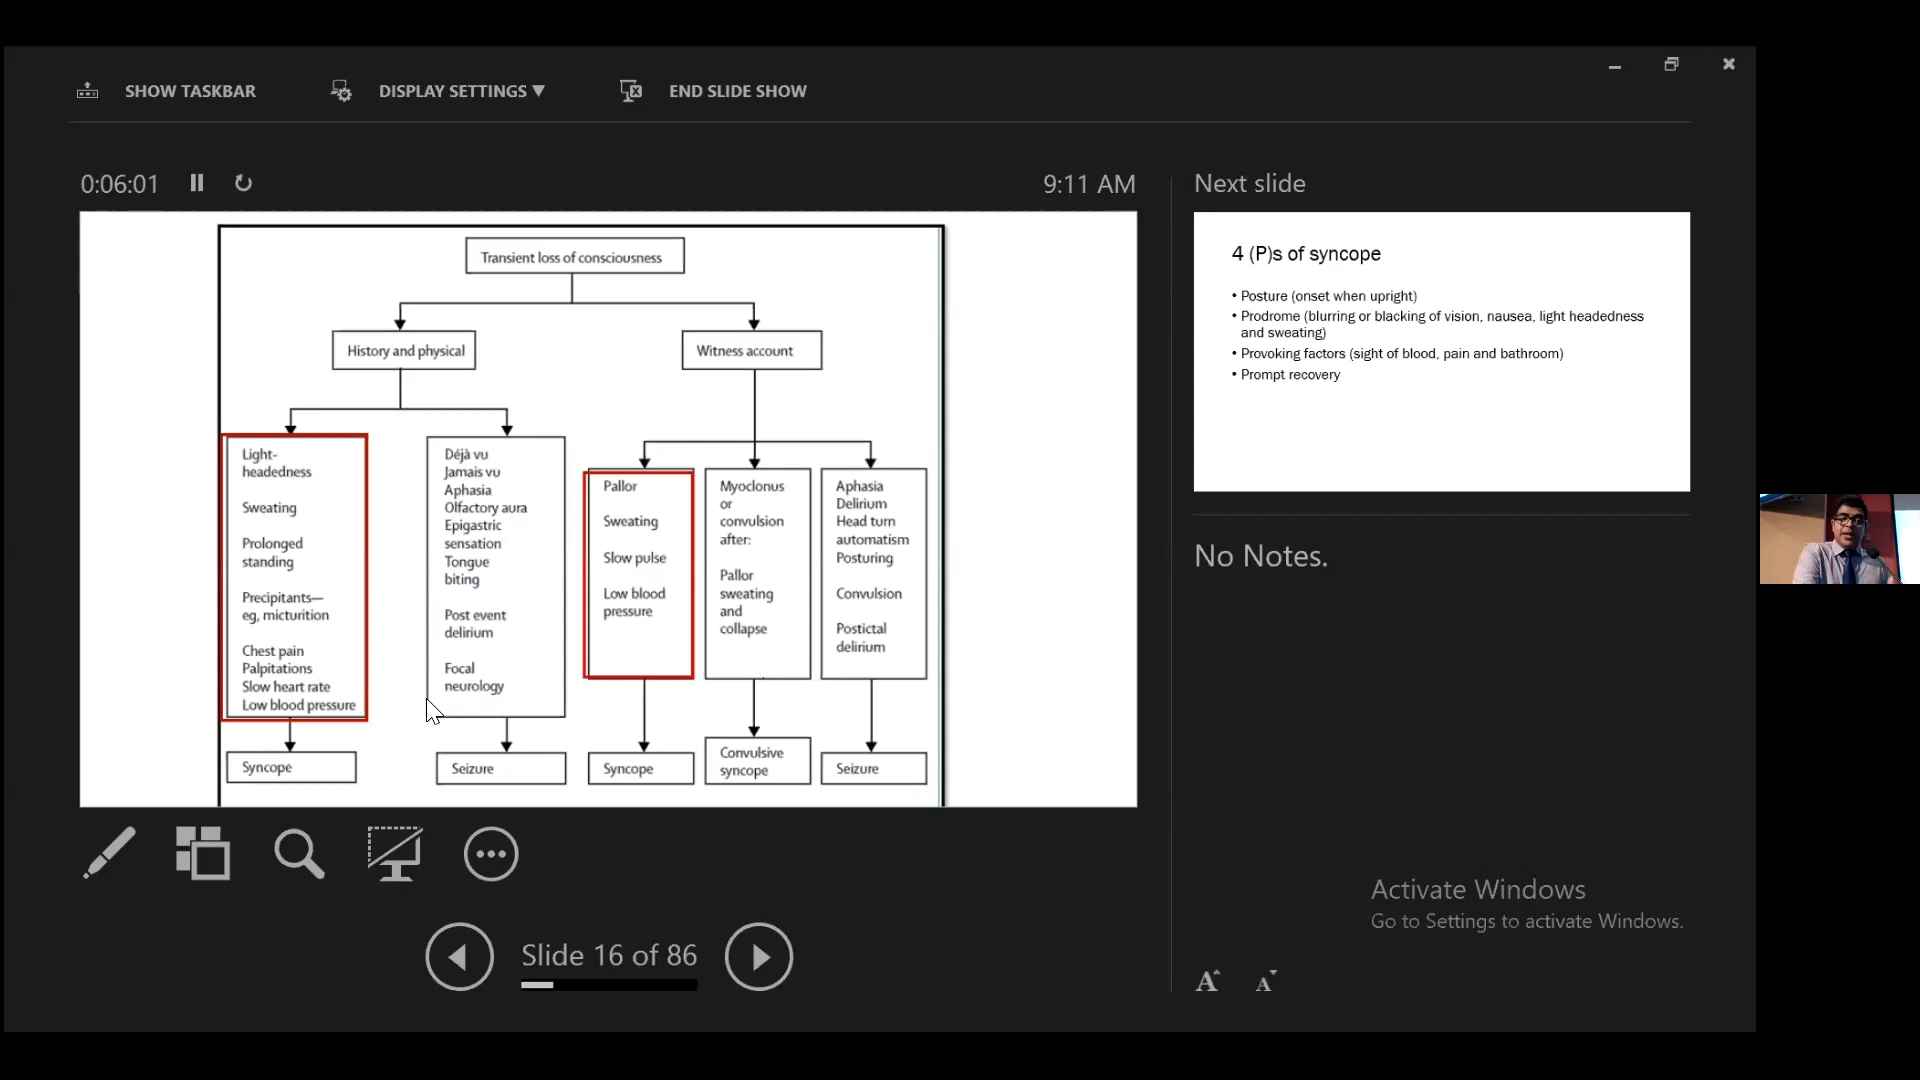 SHOW TASKBAR
DISPLAY SETTINGS ▼
END SLIDE SHOW
0:06:01
9:11 AM
Transient loss of consciousness
History and physical
Witness account
Light-
headedness
Sweating
Prolonged
standing
Precipitants—
eg, micturition
Chest pain
Palpitations
Slow heart rate
Low blood pressure
Déjà vu
Jamais vu
Aphasia
Olfactory aura
Epigastric
sensation
Tongue
biting
Post event
delirium
Focal
neurology
Pallor
Sweating
Slow pulse
Low blood
pressure
Myoclonus
or
convulsion
after:
Pallor
sweating
and
collapse
Aphasia
Delirium
Head turn
automatism
Posturing
Convulsion
Postictal
delirium
Syncope
Seizure
Syncope
Convulsive
syncope
Seizure
Slide 16 of 86
Next slide
4 (P)s of syncope
• Posture (onset when upright)
• Prodrome (blurring or blacking of vision, nausea, light headedness
and sweating)
• Provoking factors (sight of blood, pain and bathroom)
• Prompt recovery
No Notes.
Activate Windows
Go to Settings to activate Windows.
A A